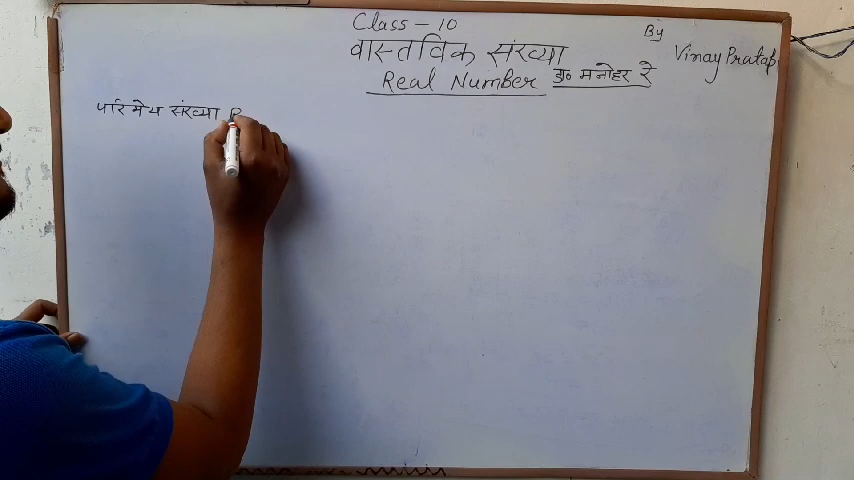 Class - 10
वास्तविक संख्या
By
Vinay Pratap
Real Number डा० मनोहर रे
परिमेय संख्या R